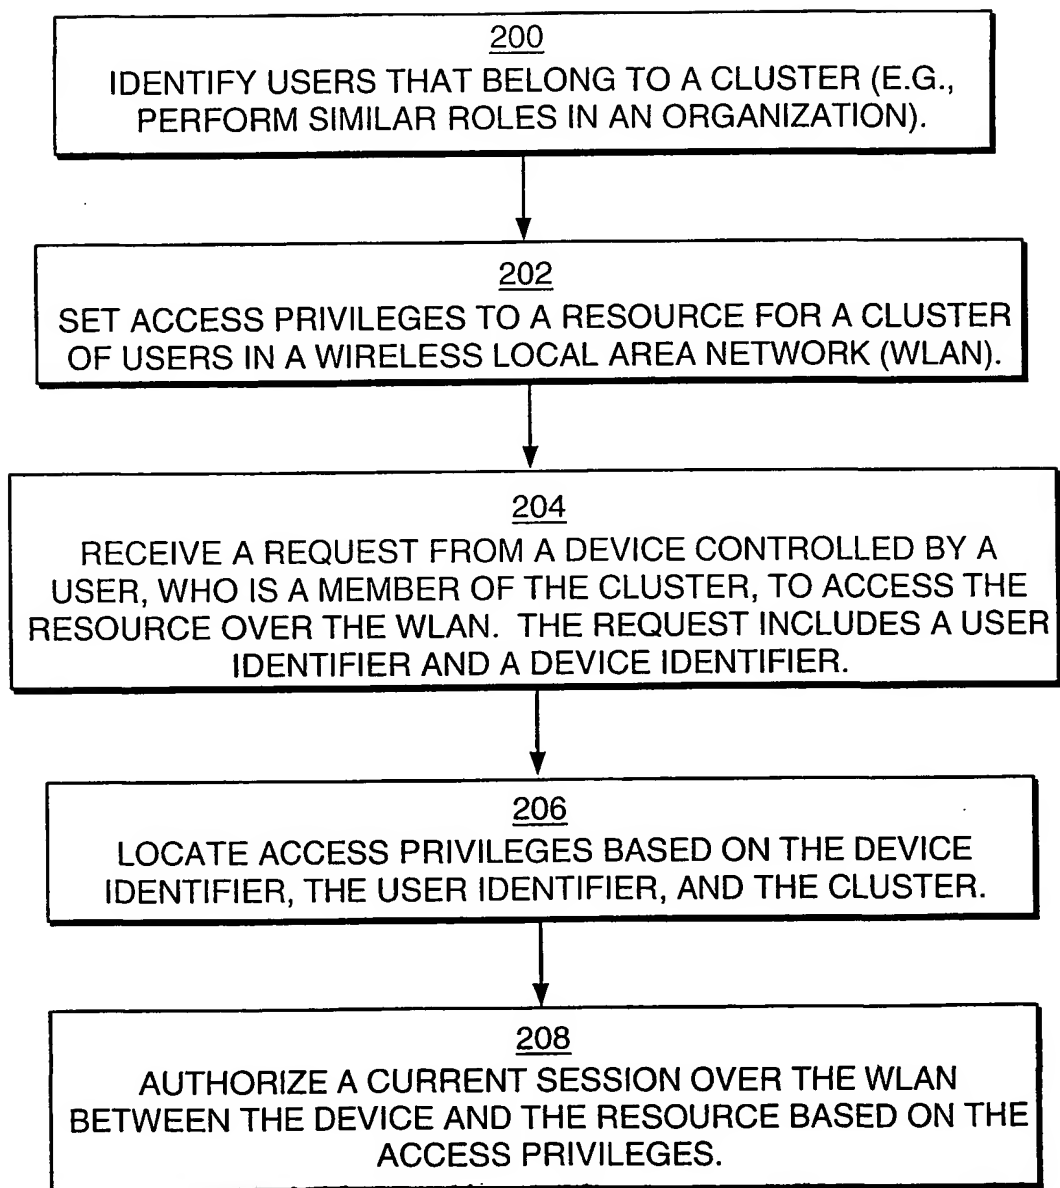 200
IDENTIFY USERS THAT BELONG TO A CLUSTER (E.G.,
PERFORM SIMILAR ROLES IN AN ORGANIZATION).
202
SET ACCESS PRIVILEGES TO A RESOURCE FOR A CLUSTER
OF USERS IN A WIRELESS LOCAL AREA NETWORK (WLAN).
204
RECEIVE A REQUEST FROM A DEVICE CONTROLLED BY A
USER, WHO IS A MEMBER OF THE CLUSTER, TO ACCESS THE
RESOURCE OVER THE WLAN. THE REQUEST INCLUDES A USER
IDENTIFIER AND A DEVICE IDENTIFIER.
206
LOCATE ACCESS PRIVILEGES BASED ON THE DEVICE
IDENTIFIER, THE USER IDENTIFIER, AND THE CLUSTER.
208
AUTHORIZE A CURRENT SESSION OVER THE WLAN
BETWEEN THE DEVICE AND THE RESOURCE BASED ON THE
ACCESS PRIVILEGES.